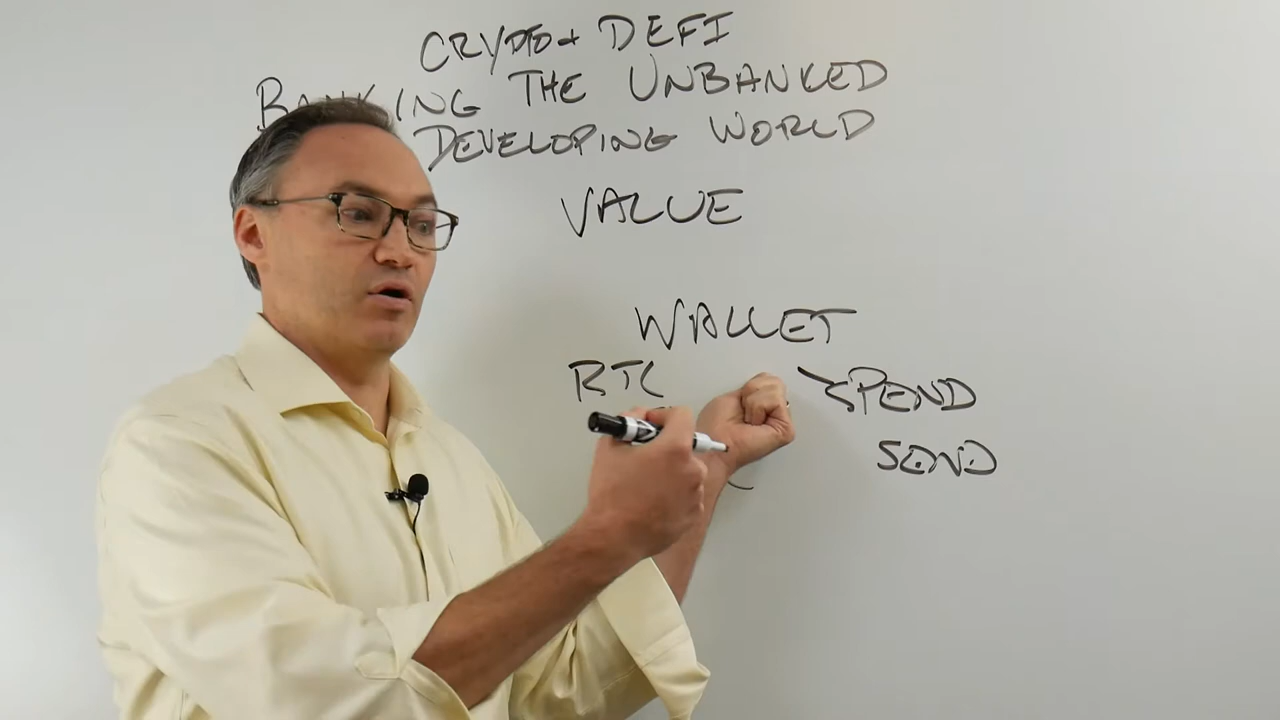 CRYPTO + DEFI
BANKING THE UNBANKED
DEVELOPING WORLD
VALUE
WALLET
BTC SPEND
SEND